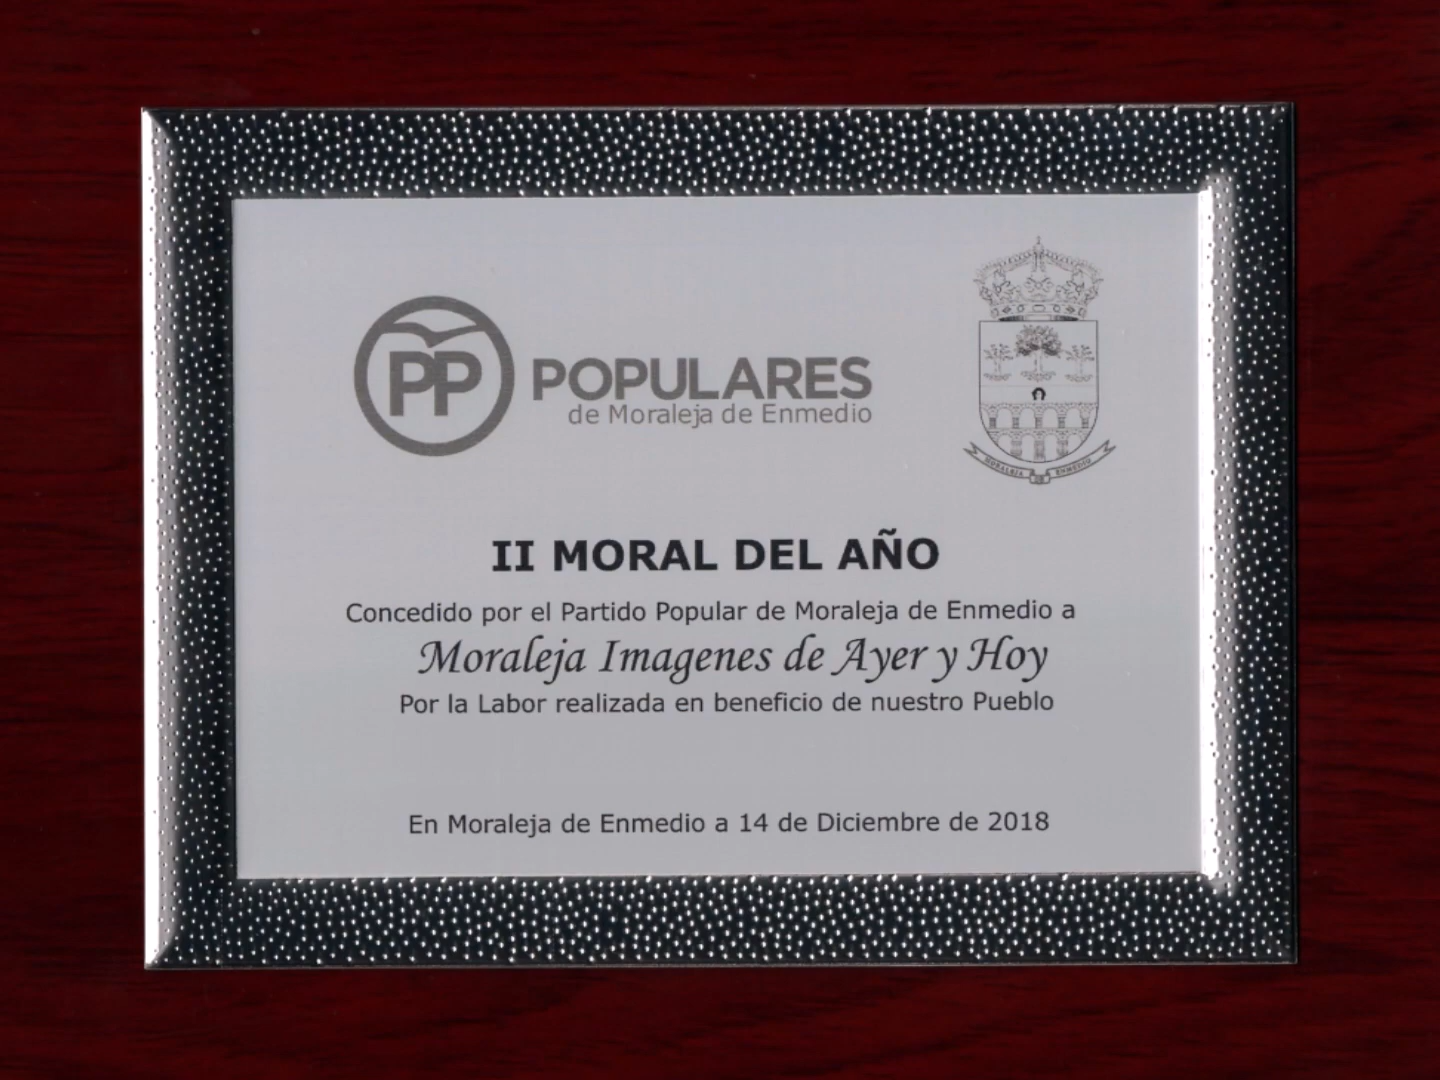 PP POPULARES
de Moraleja de Enmedio
MORALEJA DE ENMEDIO
II MORAL DEL AÑO
Concedido por el Partido Popular de Moraleja de Enmedio a
Moraleja Imagenes de Ayer y Hoy
Por la Labor realizada en beneficio de nuestro Pueblo
En Moraleja de Enmedio a 14 de Diciembre de 2018